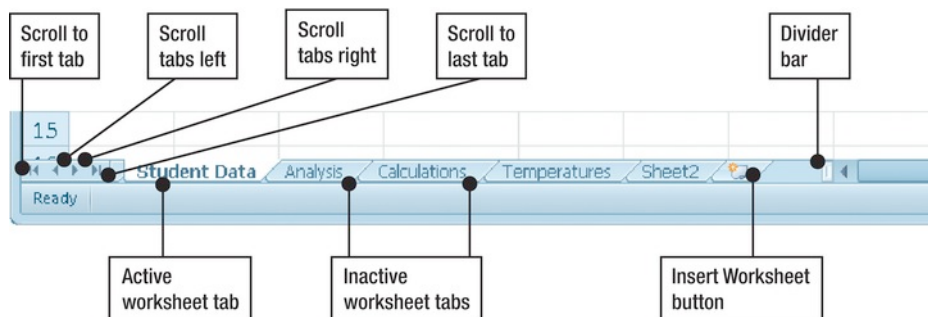 Scroll to
first tab
Scroll
tabs left
Scroll
tabs right
Scroll to
last tab
Divider
bar
15
Student Data
Analysis
Calculations
Temperatures
Sheet2
Ready
Active
worksheet tab
Inactive
worksheet tabs
Insert Worksheet
button